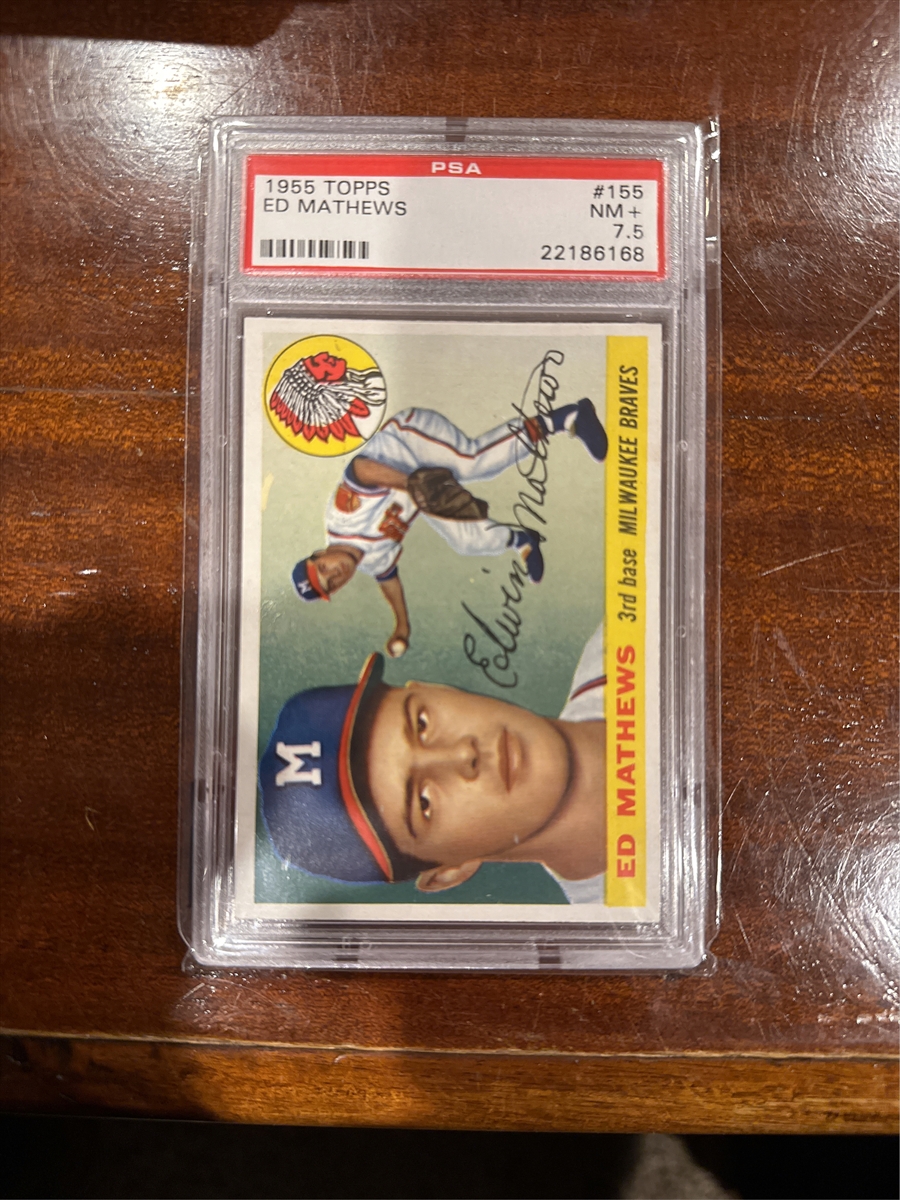 PSA
1955 TOPPS #155
ED MATHEWS NM+
7.5
22186168
M
M
Edwin Mathews
ED MATHEWS 3rd base MILWAUKEE BRAVES